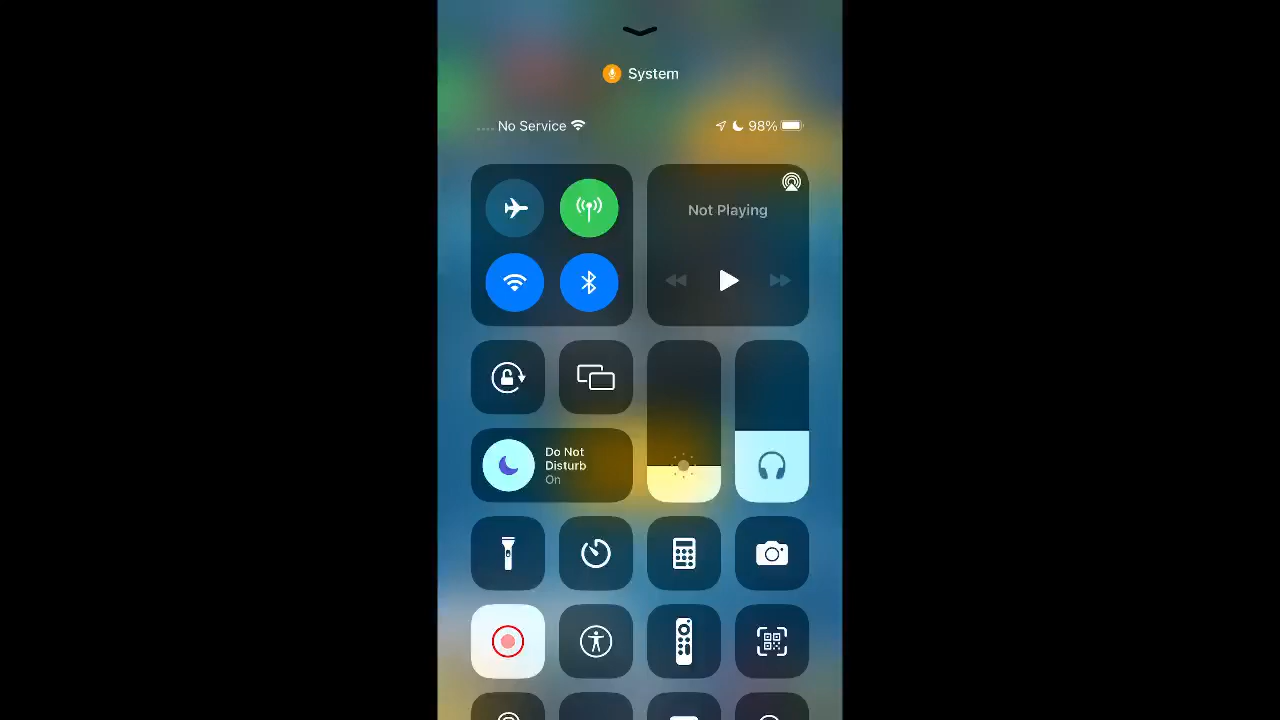 System
No Service 98%
Not Playing
Do Not
Disturb
On